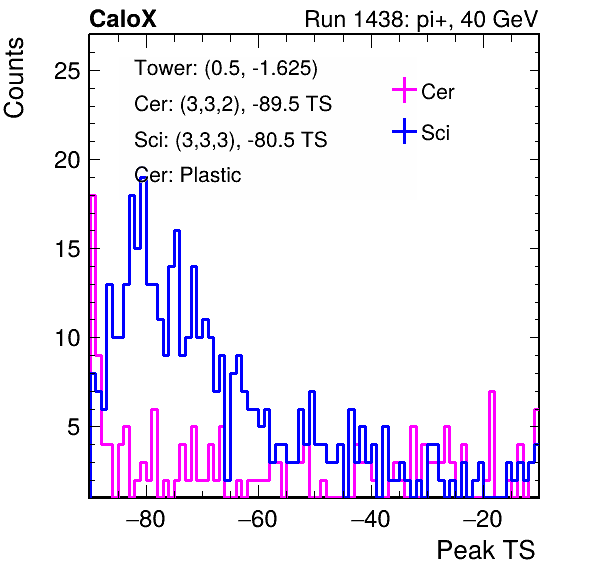 CaloX Run 1438: pi+, 40 GeV
Counts
Tower: (0.5, -1.625)
Cer: (3,3,2), -89.5 TS
Sci: (3,3,3), -80.5 TS
Cer: Plastic
Cer
Sci
25
20
15
10
5
−80 −60 −40 −20
Peak TS